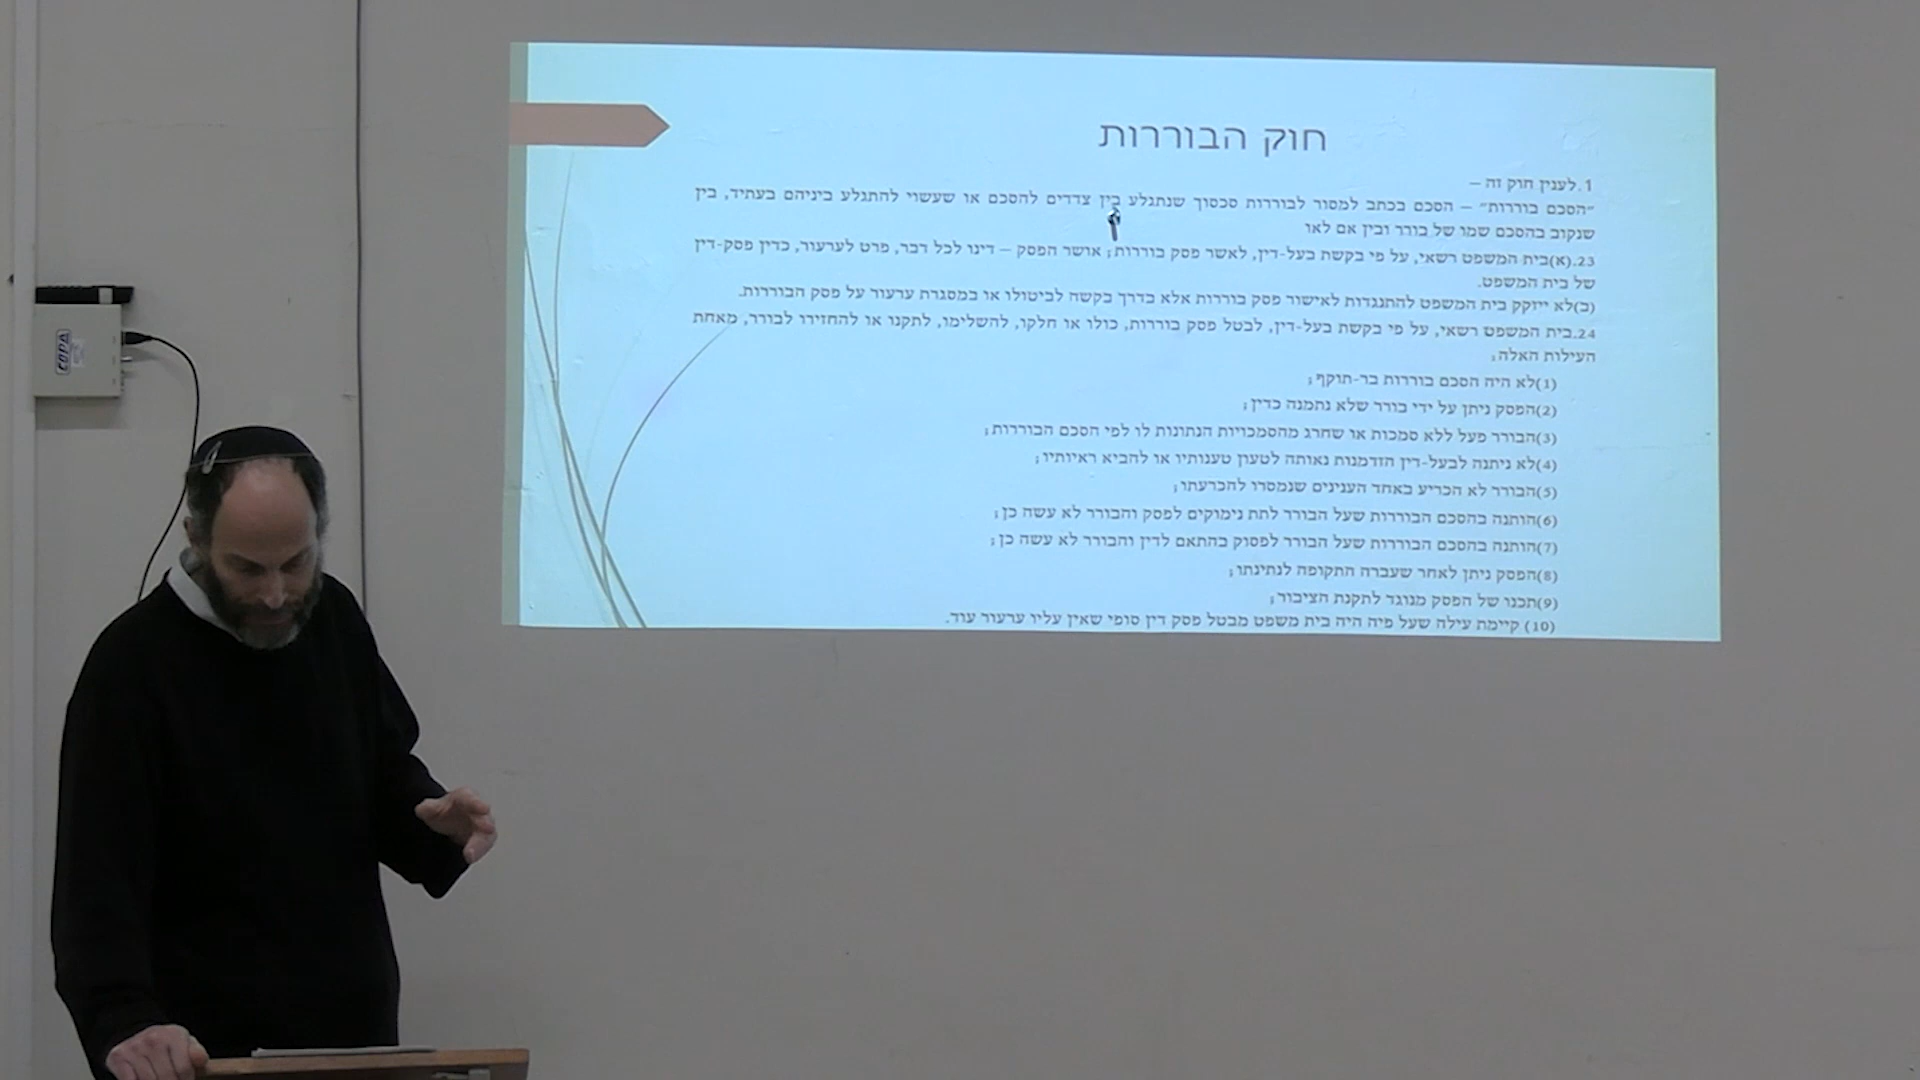 חוק הבוררות
1.לענין חוק זה –
"הסכם בוררות" – הסכם בכתב למסור לבוררות סכסוך שנתגלע בין צדדים להסכם או שעשוי להתגלע ביניהם בעתיד, בין
שנקוב בהסכם שמו של בורר ובין אם לאו
23.(א)בית המשפט רשאי, על פי בקשת בעל-דין, לאשר פסק בוררות; אושר הפסק – דינו לכל דבר, פרט לערעור, כדין פסק-דין
של בית המשפט.
(ב)לא ייזקק בית המשפט להתנגדות לאישור פסק בוררות אלא בדרך בקשה לביטולו או במסגרת ערעור על פסק הבוררות.
24.בית המשפט רשאי, על פי בקשת בעל-דין, לבטל פסק בוררות, כולו או חלקו, להשלימו, לתקנו או להחזירו לבורר, מאחת
העילות האלה:
(1)לא היה הסכם בוררות בר-תוקף;
(2)הפסק ניתן על ידי בורר שלא נתמנה כדין;
(3)הבורר פעל ללא סמכות או שחרג מהסמכויות הנתונות לו לפי הסכם הבוררות;
(4)לא ניתנה לבעל-דין הזדמנות נאותה לטעון טענותיו או להביא ראיותיו;
(5)הבורר לא הכריע באחד הענינים שנמסרו להכרעתו;
(6)הותנה בהסכם הבוררות שעל הבורר לתת נימוקים לפסק והבורר לא עשה כן;
(7)הותנה בהסכם הבוררות שעל הבורר לפסוק בהתאם לדין והבורר לא עשה כן;
(8)הפסק ניתן לאחר שעברה התקופה לנתינתו;
(9)תכנו של הפסק מנוגד לתקנת הציבור;
(10) קיימת עילה שעל פיה היה בית משפט מבטל פסק דין סופי שאין עליו ערעור עוד.
COPA